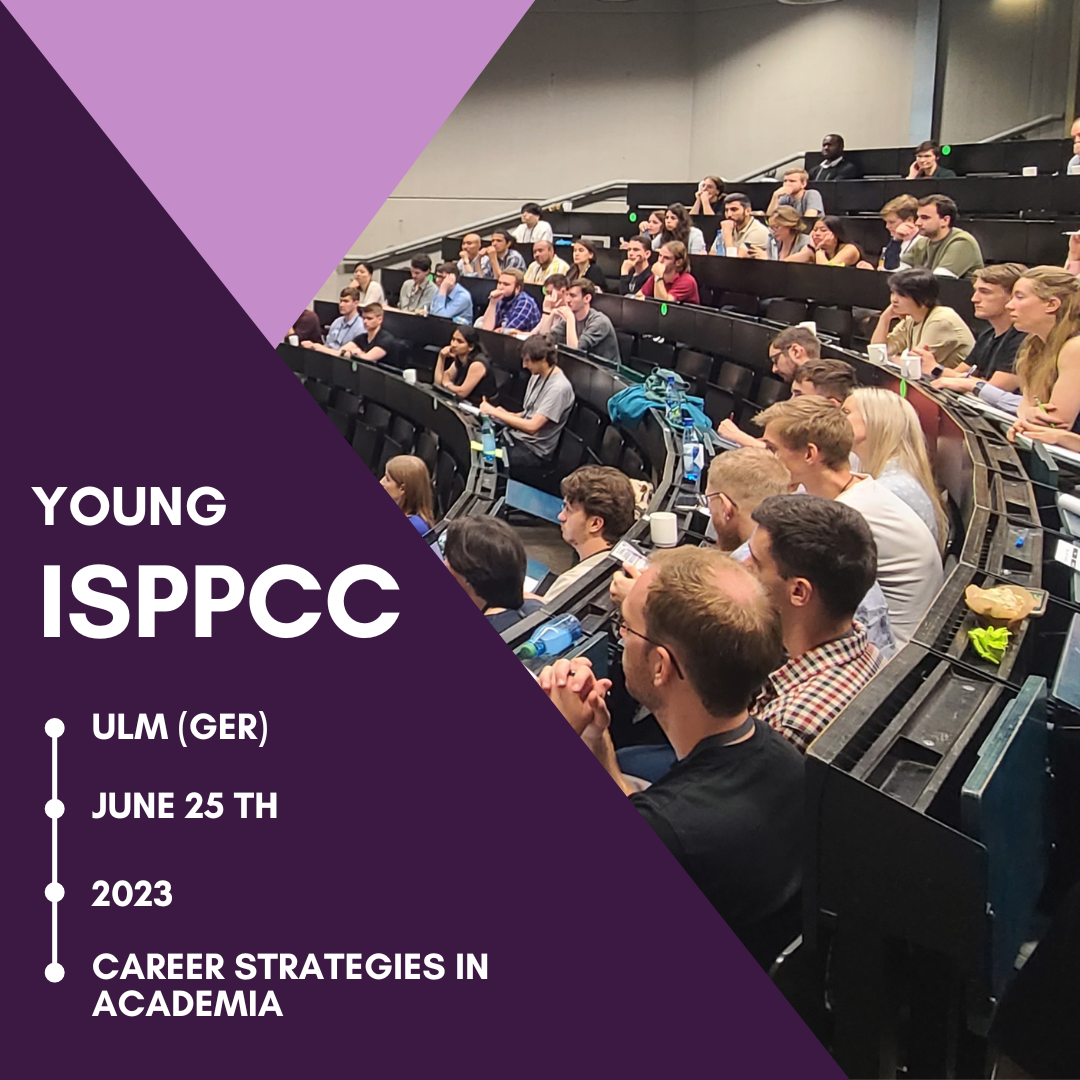 YOUNG
ISPPCC
ULM (GER)
JUNE 25 TH
2023
CAREER STRATEGIES IN
ACADEMIA